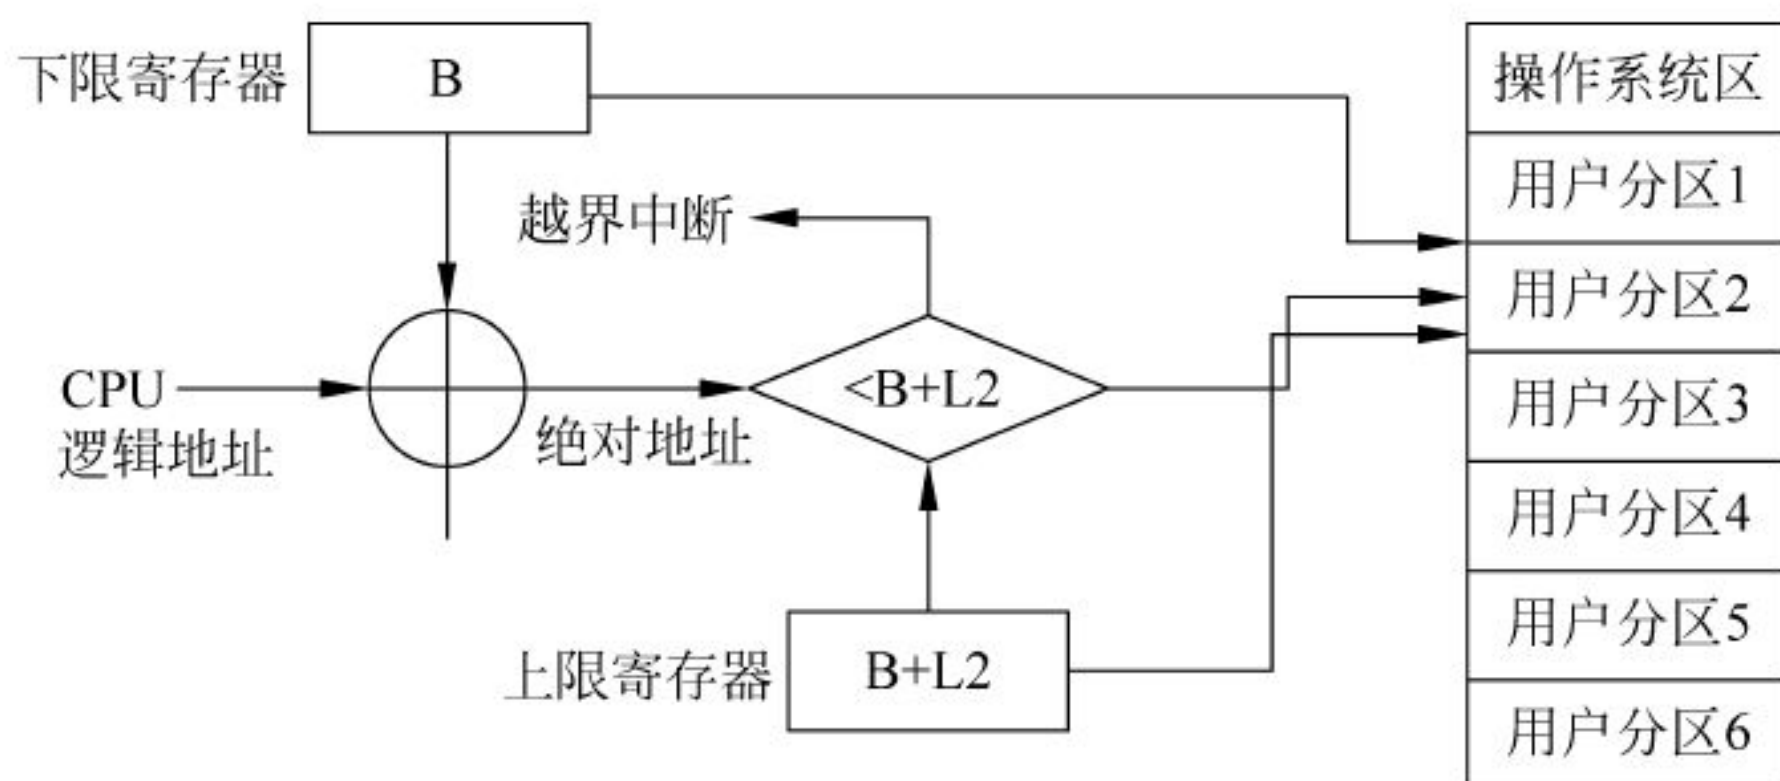 下限寄存器
B
操作系统区
用户分区1
越界中断
用户分区2
CPU
逻辑地址
绝对地址
<B+L2
用户分区3
用户分区4
用户分区5
上限寄存器
B+L2
用户分区6